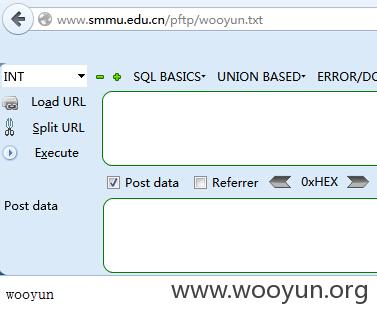 www.smmu.edu.cn/pftp/wooyun.txt
INT SQL BASICS UNION BASED ERROR/DO
Load URL
Split URL
Execute
Post data Referrer 0xHEX
Post data
wooyun
www.wooyun.org